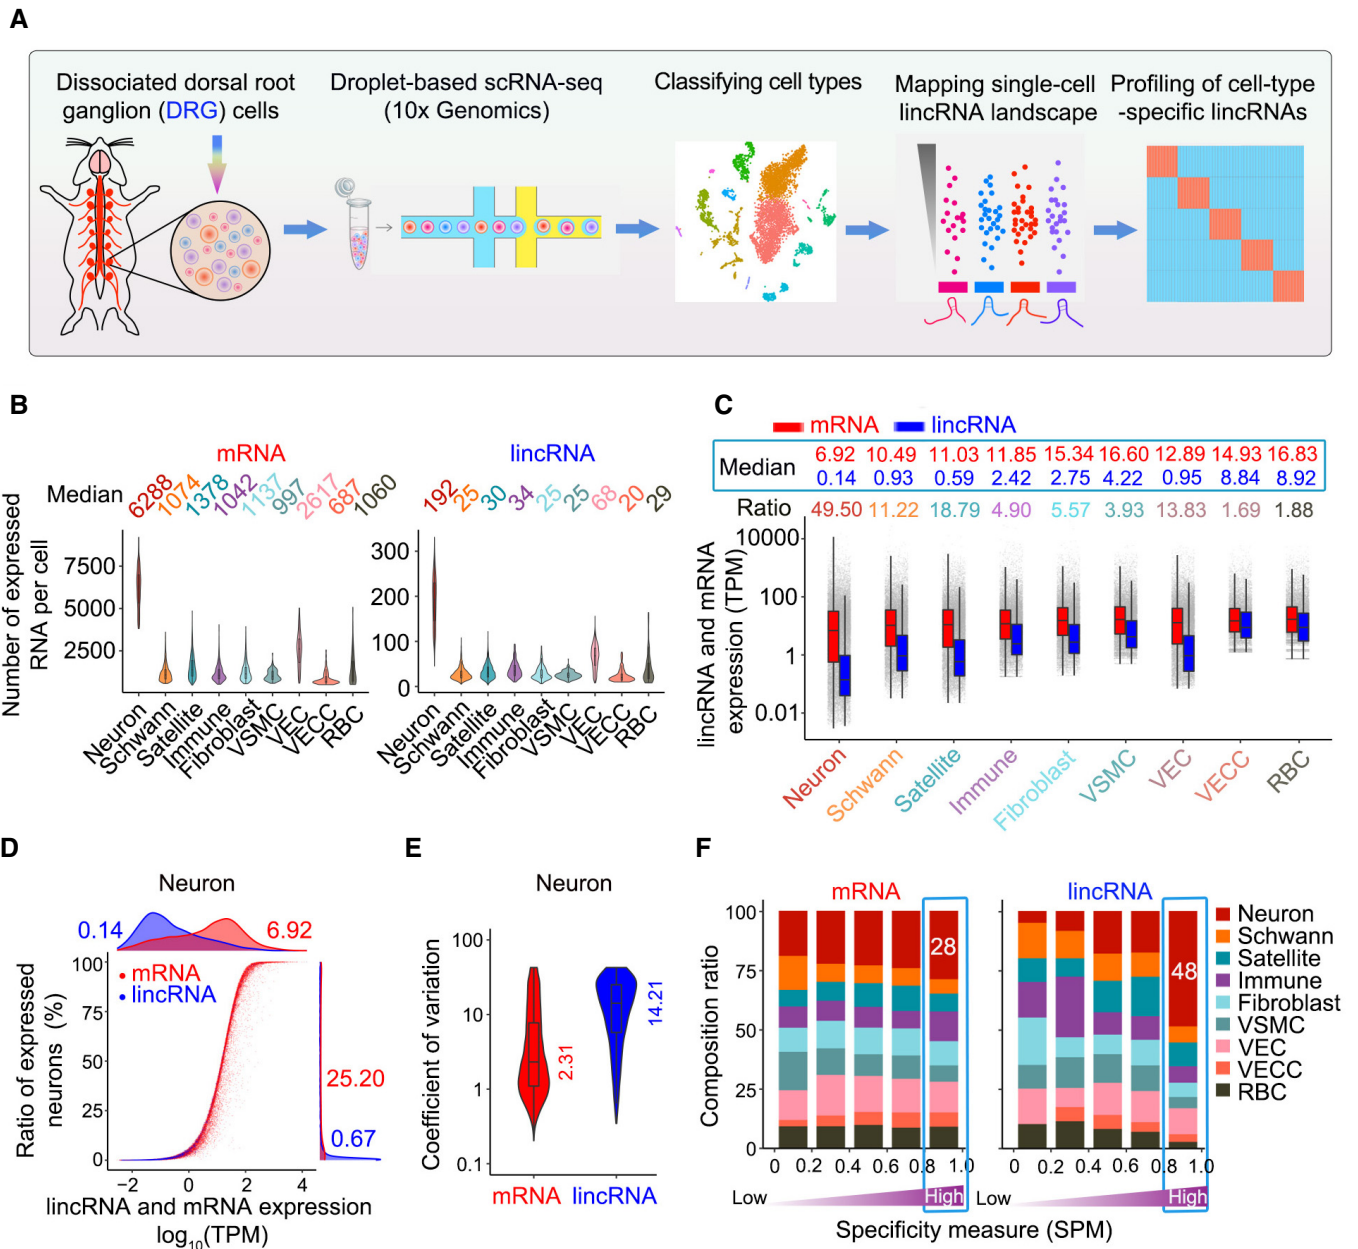 A
Dissociated dorsal root
ganglion (DRG) cells
Droplet-based scRNA-seq
(10x Genomics)
Classifying cell types
Mapping single-cell
lincRNA landscape
Profiling of cell-type
-specific lincRNAs
B
mRNA
lincRNA
Median
6288 1074 1378 1042 1137 997 2617 687 1060
192 25 30 34 25 25 68 20 29
Number of expressed
RNA per cell
7500
5000
2500
300
200
100
0
Neuron Schwann Satellite Immune Fibroblast VSMC VEC VECC RBC
Neuron Schwann Satellite Immune Fibroblast VSMC VEC VECC RBC
C
mRNA lincRNA
Median
6.92 10.49 11.03 11.85 15.34 16.60 12.89 14.93 16.83
0.14 0.93 0.59 2.42 2.75 4.22 0.95 8.84 8.92
Ratio 49.50 11.22 18.79 4.90 5.57 3.93 13.83 1.69 1.88
lincRNA and mRNA
expression (TPM)
10000
100
1
0.01
Neuron Schwann Satellite Immune Fibroblast VSMC VEC VECC RBC
D
Neuron
0.14 6.92
mRNA
lincRNA
Ratio of expressed
neurons (%)
100
75
50
25
0
25.20
0.67
−2 0 2 4
lincRNA and mRNA expression
log10(TPM)
E
Neuron
Coefficient of variation
100
10
1
0.1
2.31
14.21
mRNA lincRNA
F
mRNA
lincRNA
Composition ratio
100
75
50
25
0
28
48
0 0.2 0.4 0.6 0.8 1.0
0 0.2 0.4 0.6 0.8 1.0
Low High
Low High
Specificity measure (SPM)
Neuron
Schwann
Satellite
Immune
Fibroblast
VSMC
VEC
VECC
RBC